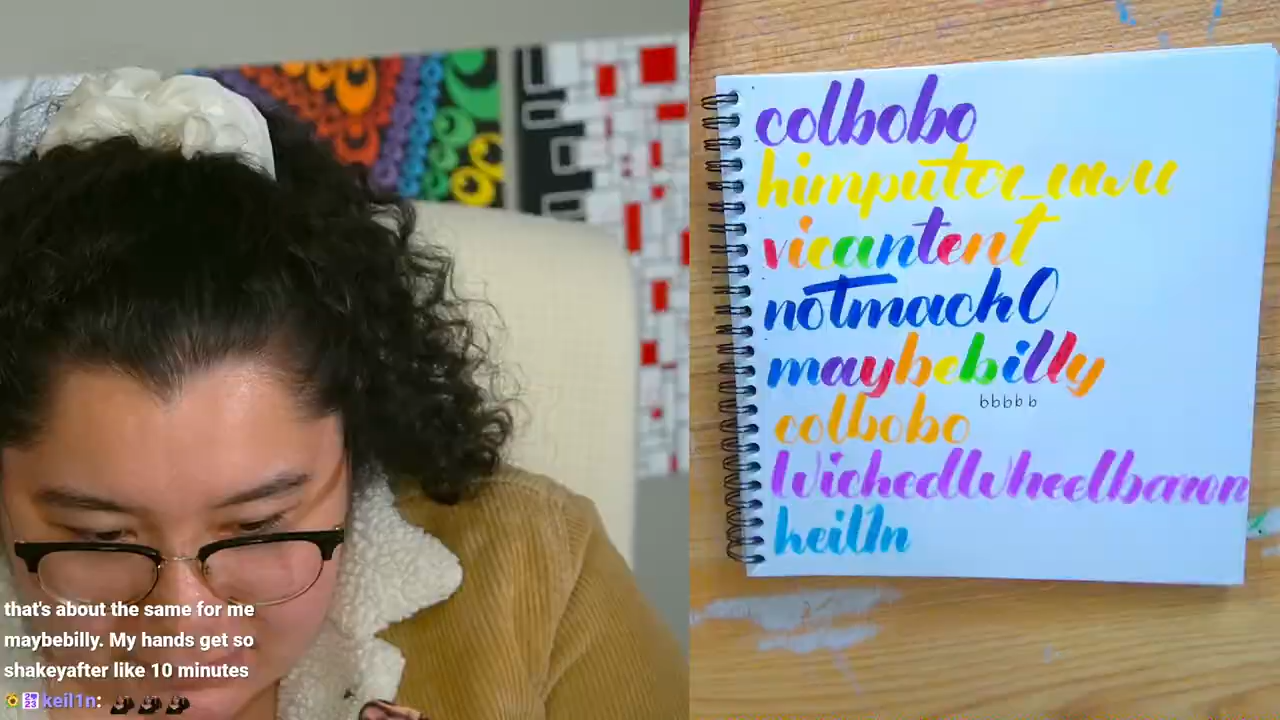 colbobo
himputer_uwu
vicantent
notmack0
maybebilly
bbbbb
colbobo
WickedWheelbaron
keil1n
that's about the same for me
maybebilly. My hands get so
shakeyafter like 10 minutes
keil1n: